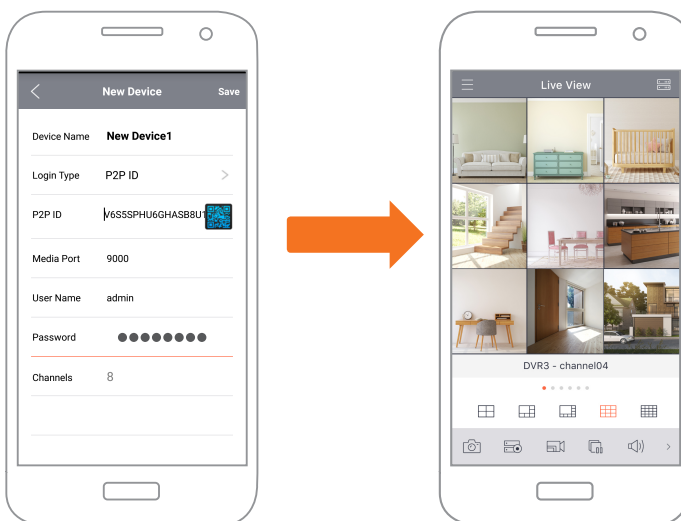 New Device
Save
Device Name New Device1
Login Type P2P ID
P2P ID V6S5SPHU6GHASB8U1
Media Port 9000
User Name admin
Password
Channels 8
Live View
DVR3 - channel04